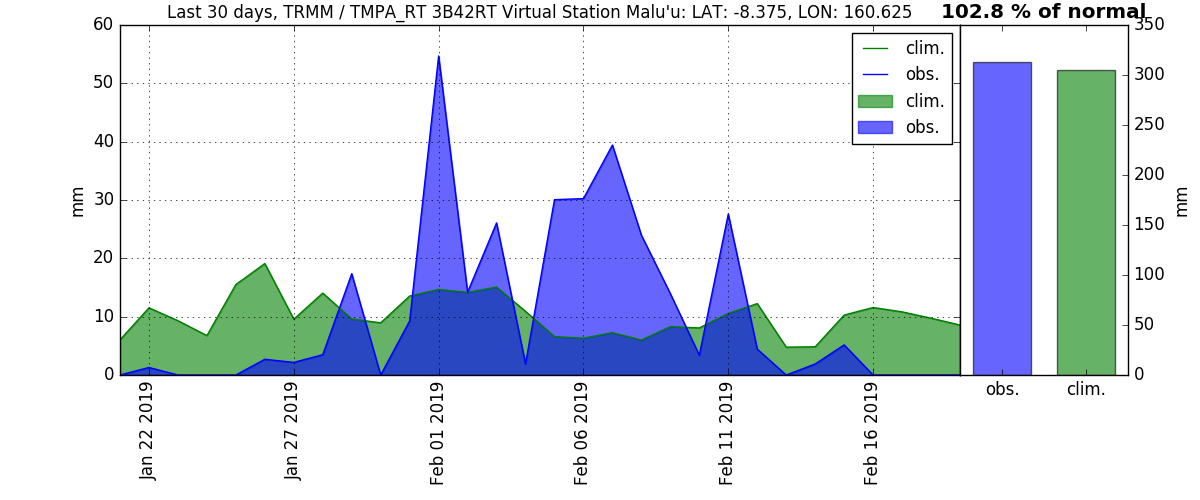 Last 30 days, TRMM / TMPA_RT 3B42RT Virtual Station Malu'u: LAT: -8.375, LON: 160.625
102.8 % of normal
60
50
40
30
20
10
0
mm
clim.
obs.
clim.
obs.
350
300
250
200
150
100
50
0
mm
Jan 22 2019
Jan 27 2019
Feb 01 2019
Feb 06 2019
Feb 11 2019
Feb 16 2019
obs.
clim.